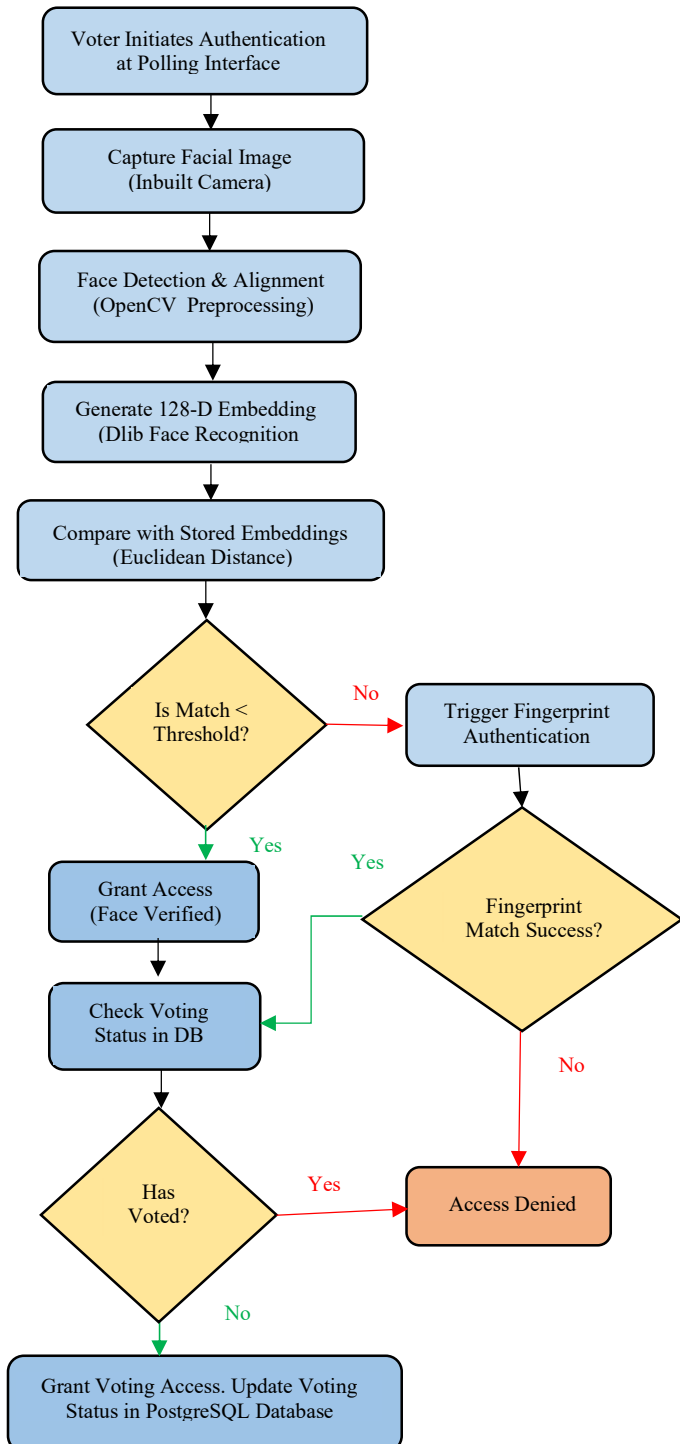 Voter Initiates Authentication
at Polling Interface
Capture Facial Image
(Inbuilt Camera)
Face Detection & Alignment
(OpenCV Preprocessing)
Generate 128-D Embedding
(Dlib Face Recognition
Compare with Stored Embeddings
(Euclidean Distance)
Is Match <
Threshold?
No
Trigger Fingerprint
Authentication
Yes
Yes
Grant Access
(Face Verified)
Fingerprint
Match Success?
Check Voting
Status in DB
No
Has
Voted?
Yes
Access Denied
No
Grant Voting Access. Update Voting
Status in PostgreSQL Database